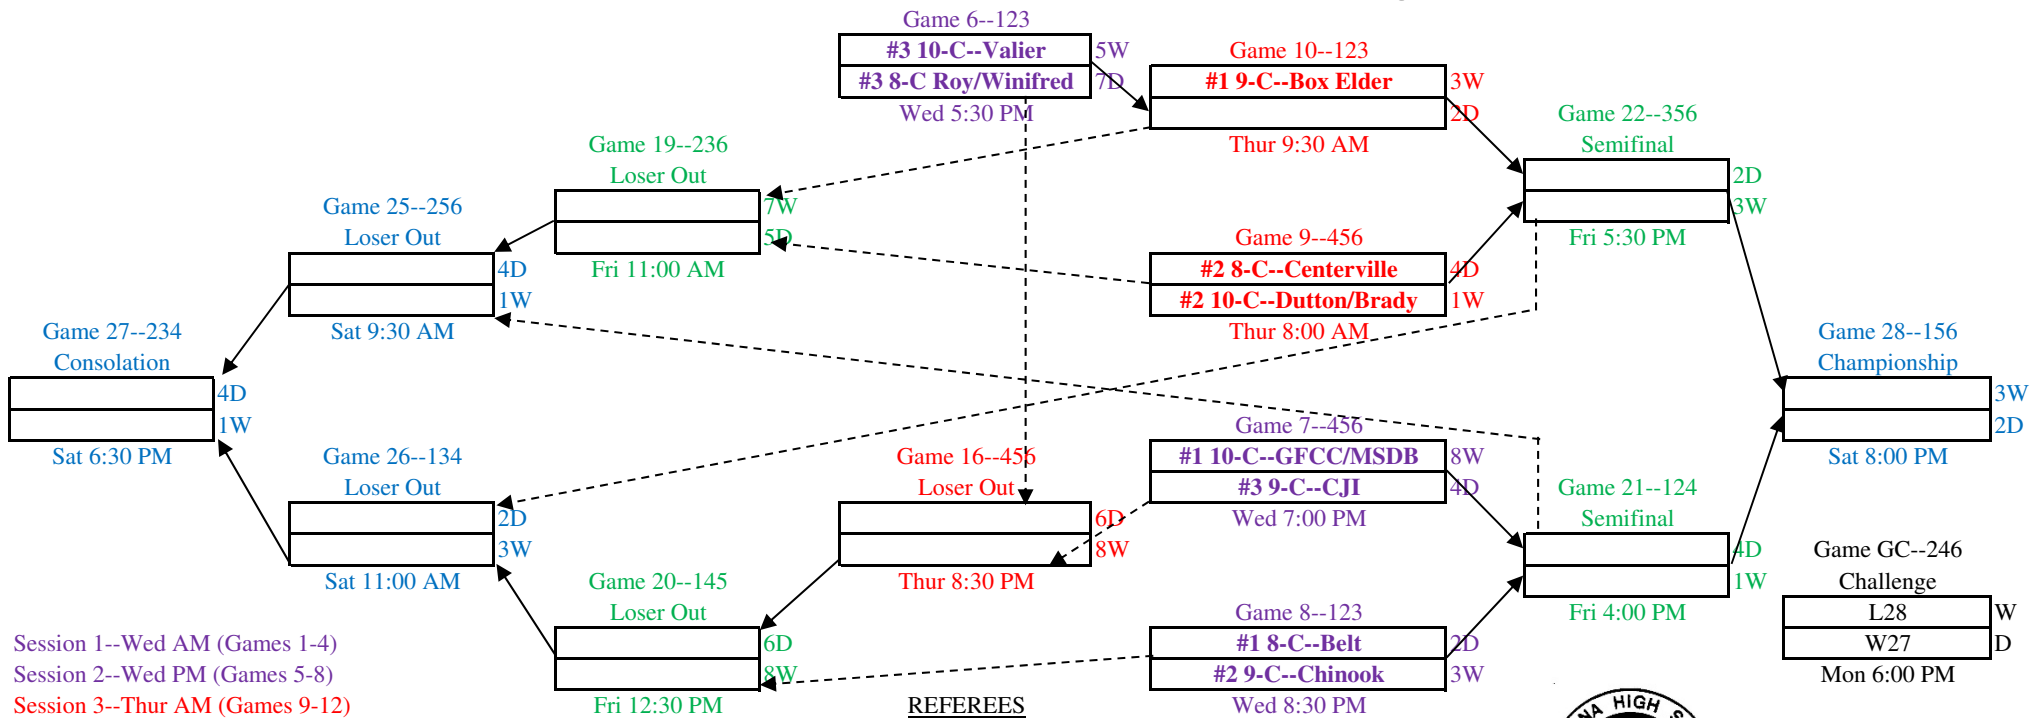 Game 6--123
#3 10-C--Valier 5W
#3 8-C Roy/Winifred 7D
Wed 5:30 PM
Game 10--123
#1 9-C--Box Elder 3W
2D
Thur 9:30 AM
Game 22--356
Semifinal
2D
3W
Fri 5:30 PM
Game 19--236
Loser Out
7W
5D
Fri 11:00 AM
Game 25--256
Loser Out
4D
1W
Sat 9:30 AM
Game 9--456
#2 8-C--Centerville 4D
#2 10-C--Dutton/Brady 1W
Thur 8:00 AM
Game 27--234
Consolation
4D
1W
Sat 6:30 PM
Game 28--156
Championship
3W
2D
Sat 8:00 PM
Game 7--456
#1 10-C--GFCC/MSDB 8W
#3 9-C--CJI 4D
Wed 7:00 PM
Game 26--134
Loser Out
2D
3W
Sat 11:00 AM
Game 16--456
Loser Out
6D
8W
Thur 8:30 PM
Game 21--124
Semifinal
4D
1W
Fri 4:00 PM
Game GC--246
Challenge
L28 W
W27 D
Mon 6:00 PM
Game 20--145
Loser Out
6D
8W
Fri 12:30 PM
Game 8--123
#1 8-C--Belt 2D
#2 9-C--Chinook 3W
Wed 8:30 PM
Session 1--Wed AM (Games 1-4)
Session 2--Wed PM (Games 5-8)
Session 3--Thur AM (Games 9-12)
REFEREES
HIGH